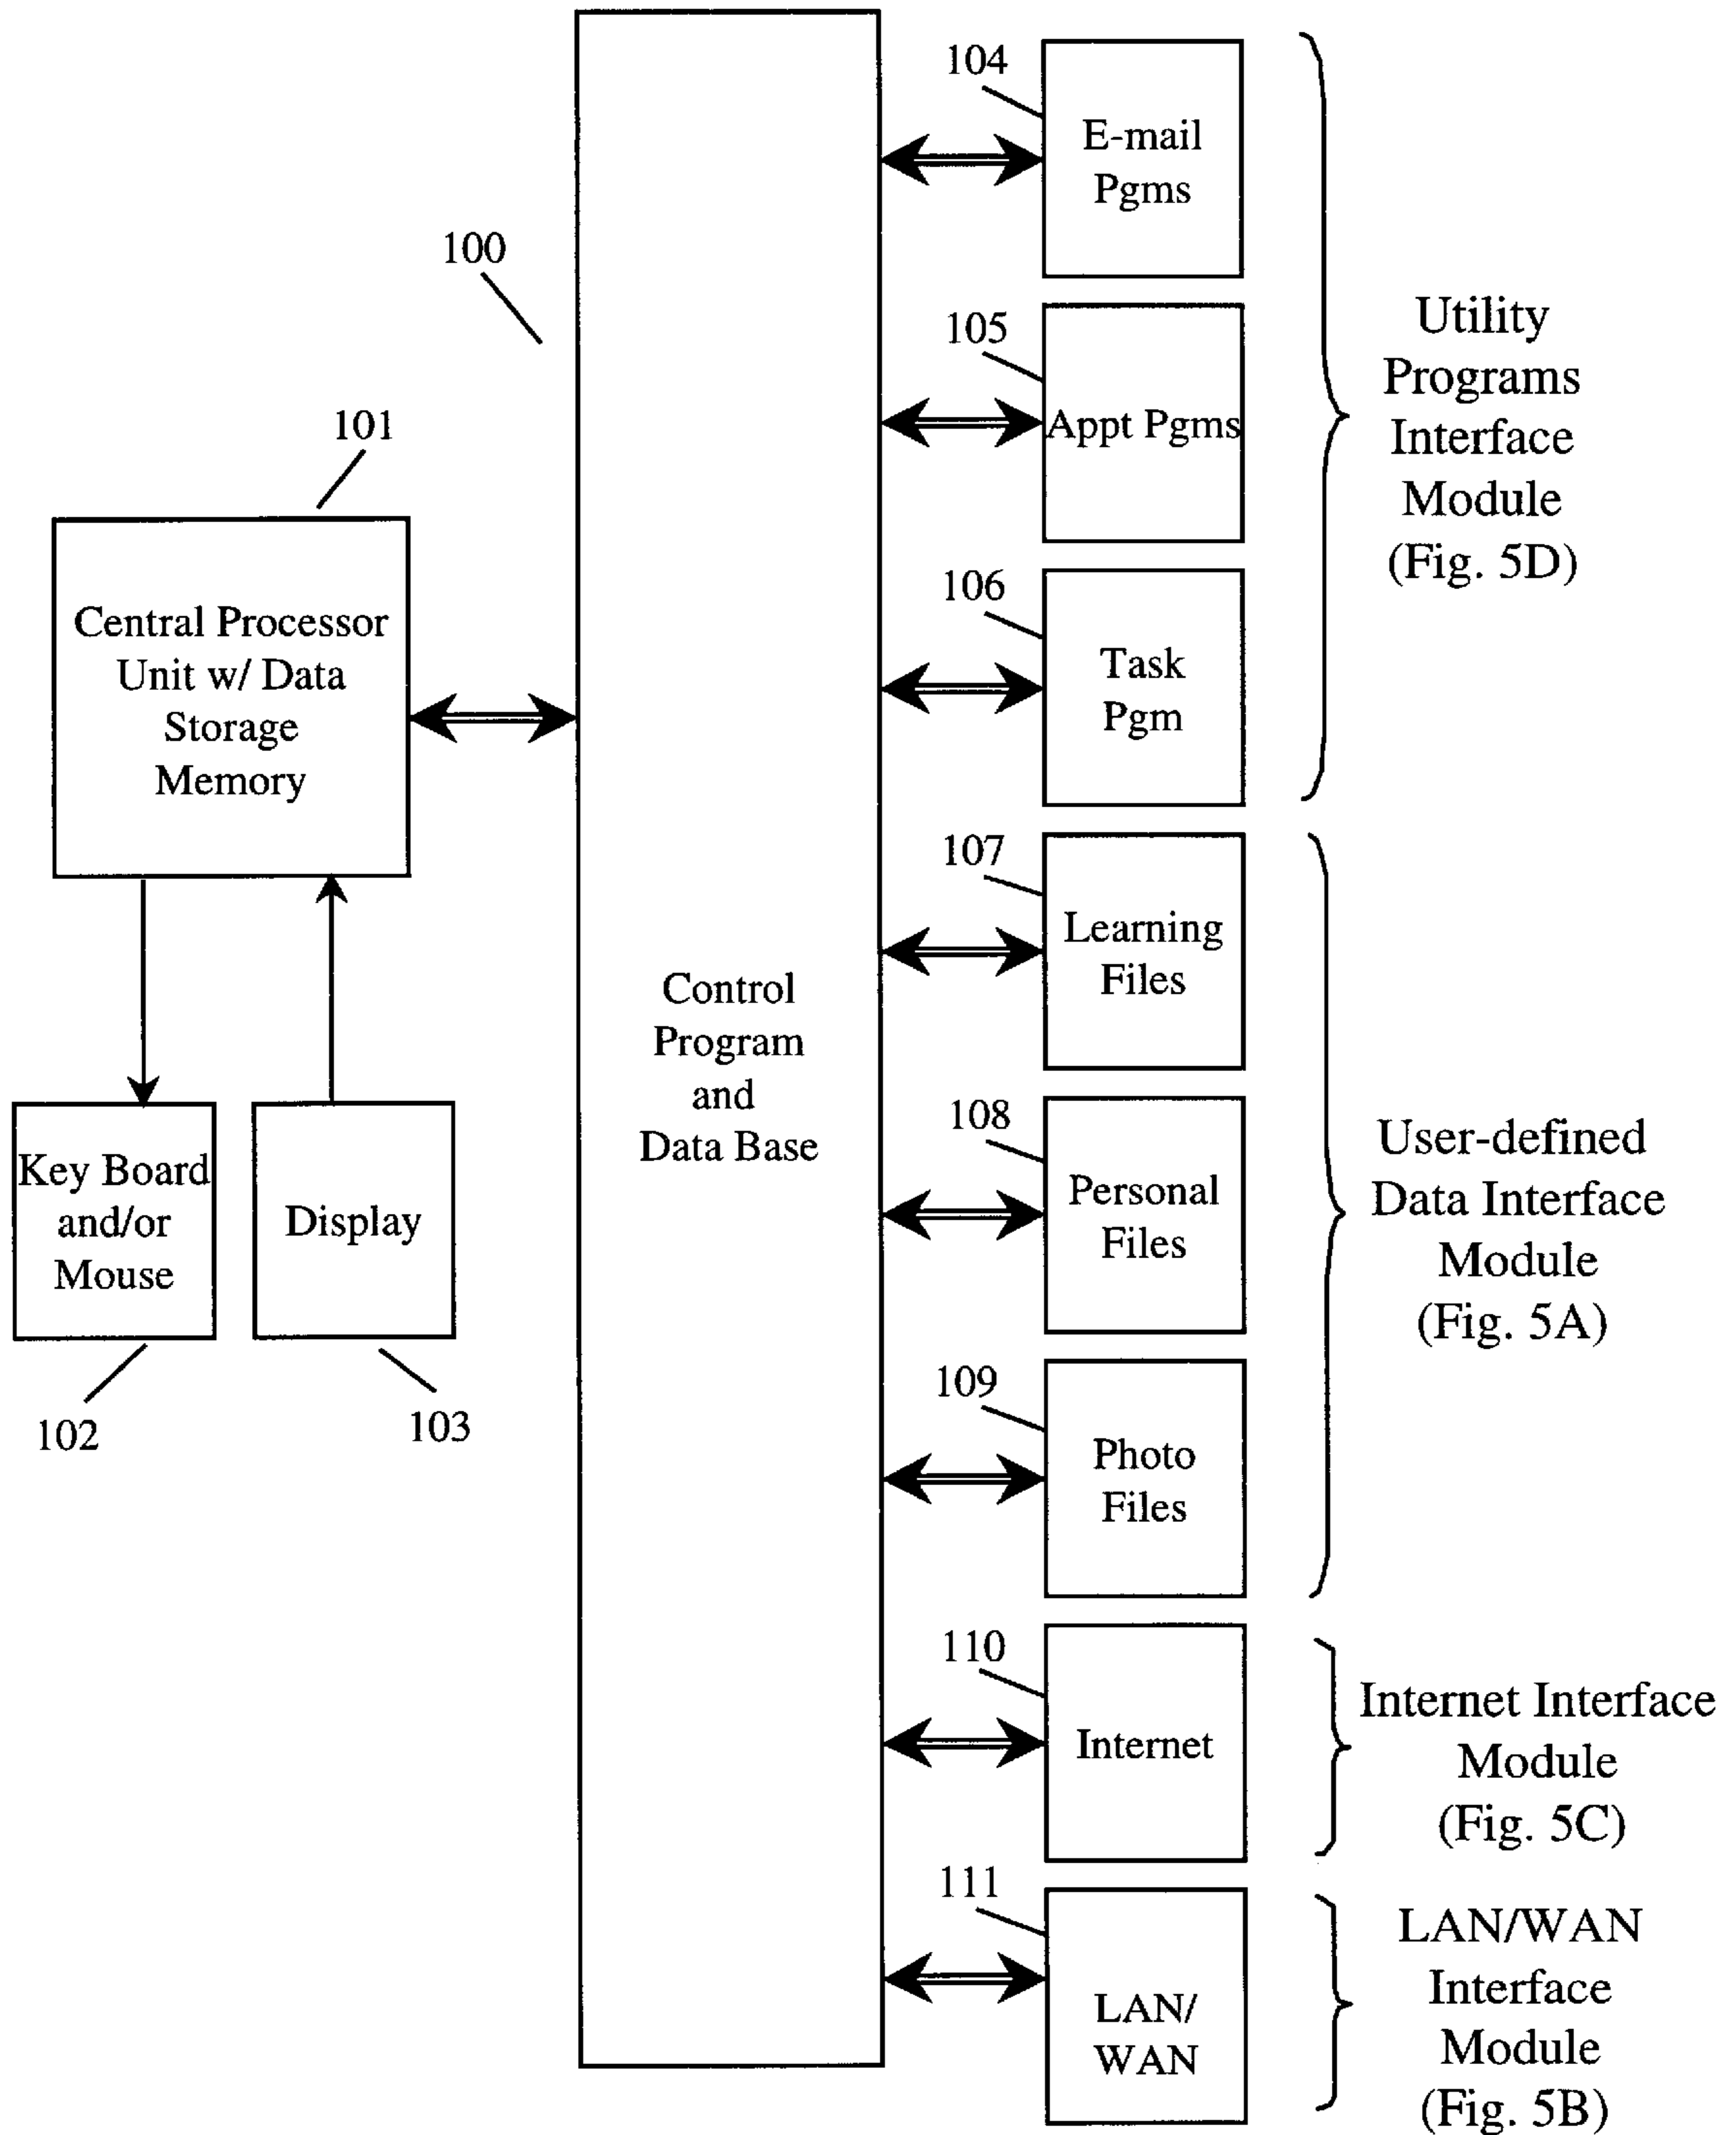 100
101
Central Processor
Unit w/ Data
Storage
Memory
Key Board
and/or
Mouse
102
Display
103
Control
Program
and
Data Base
104
E-mail
Pgms
105
Appt Pgms
106
Task
Pgm
Utility
Programs
Interface
Module
(Fig. 5D)
107
Learning
Files
108
Personal
Files
109
Photo
Files
User-defined
Data Interface
Module
(Fig. 5A)
110
Internet
Internet Interface
Module
(Fig. 5C)
111
LAN/
WAN
LAN/WAN
Interface
Module
(Fig. 5B)